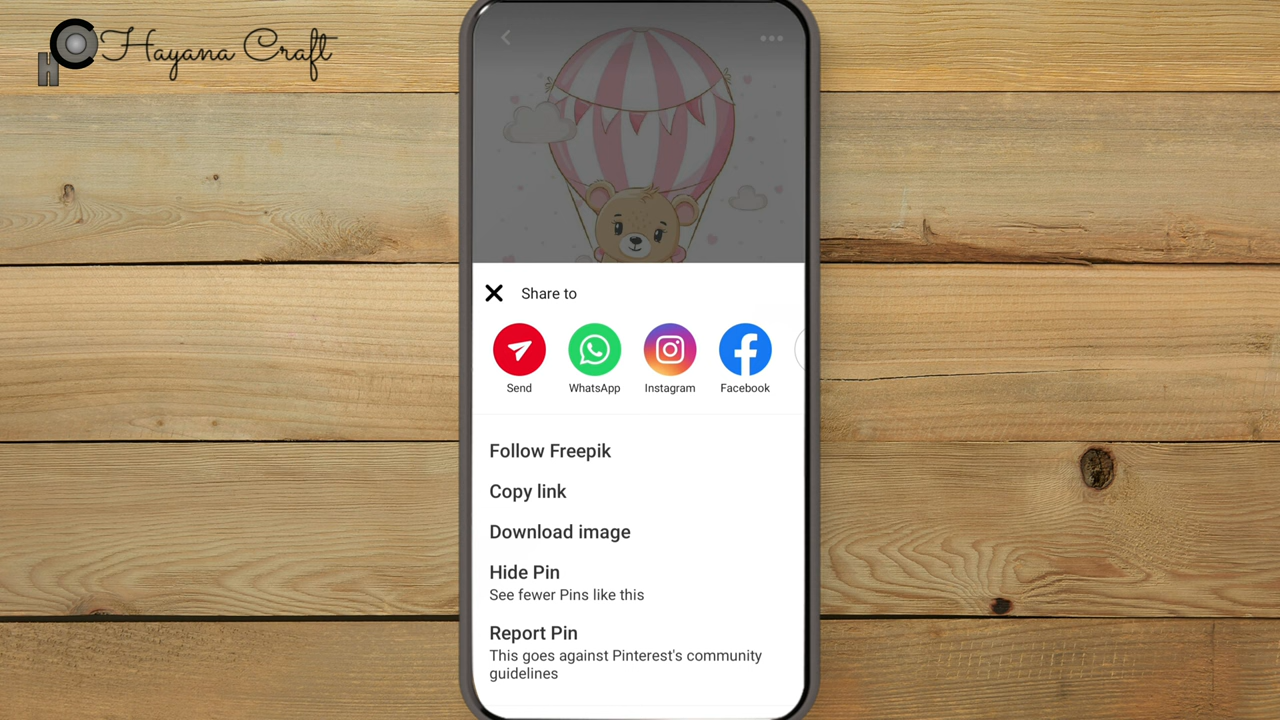 Hayana Craft
HC
Share to
Send WhatsApp Instagram Facebook
Follow Freepik
Copy link
Download image
Hide Pin
See fewer Pins like this
Report Pin
This goes against Pinterest's community
guidelines